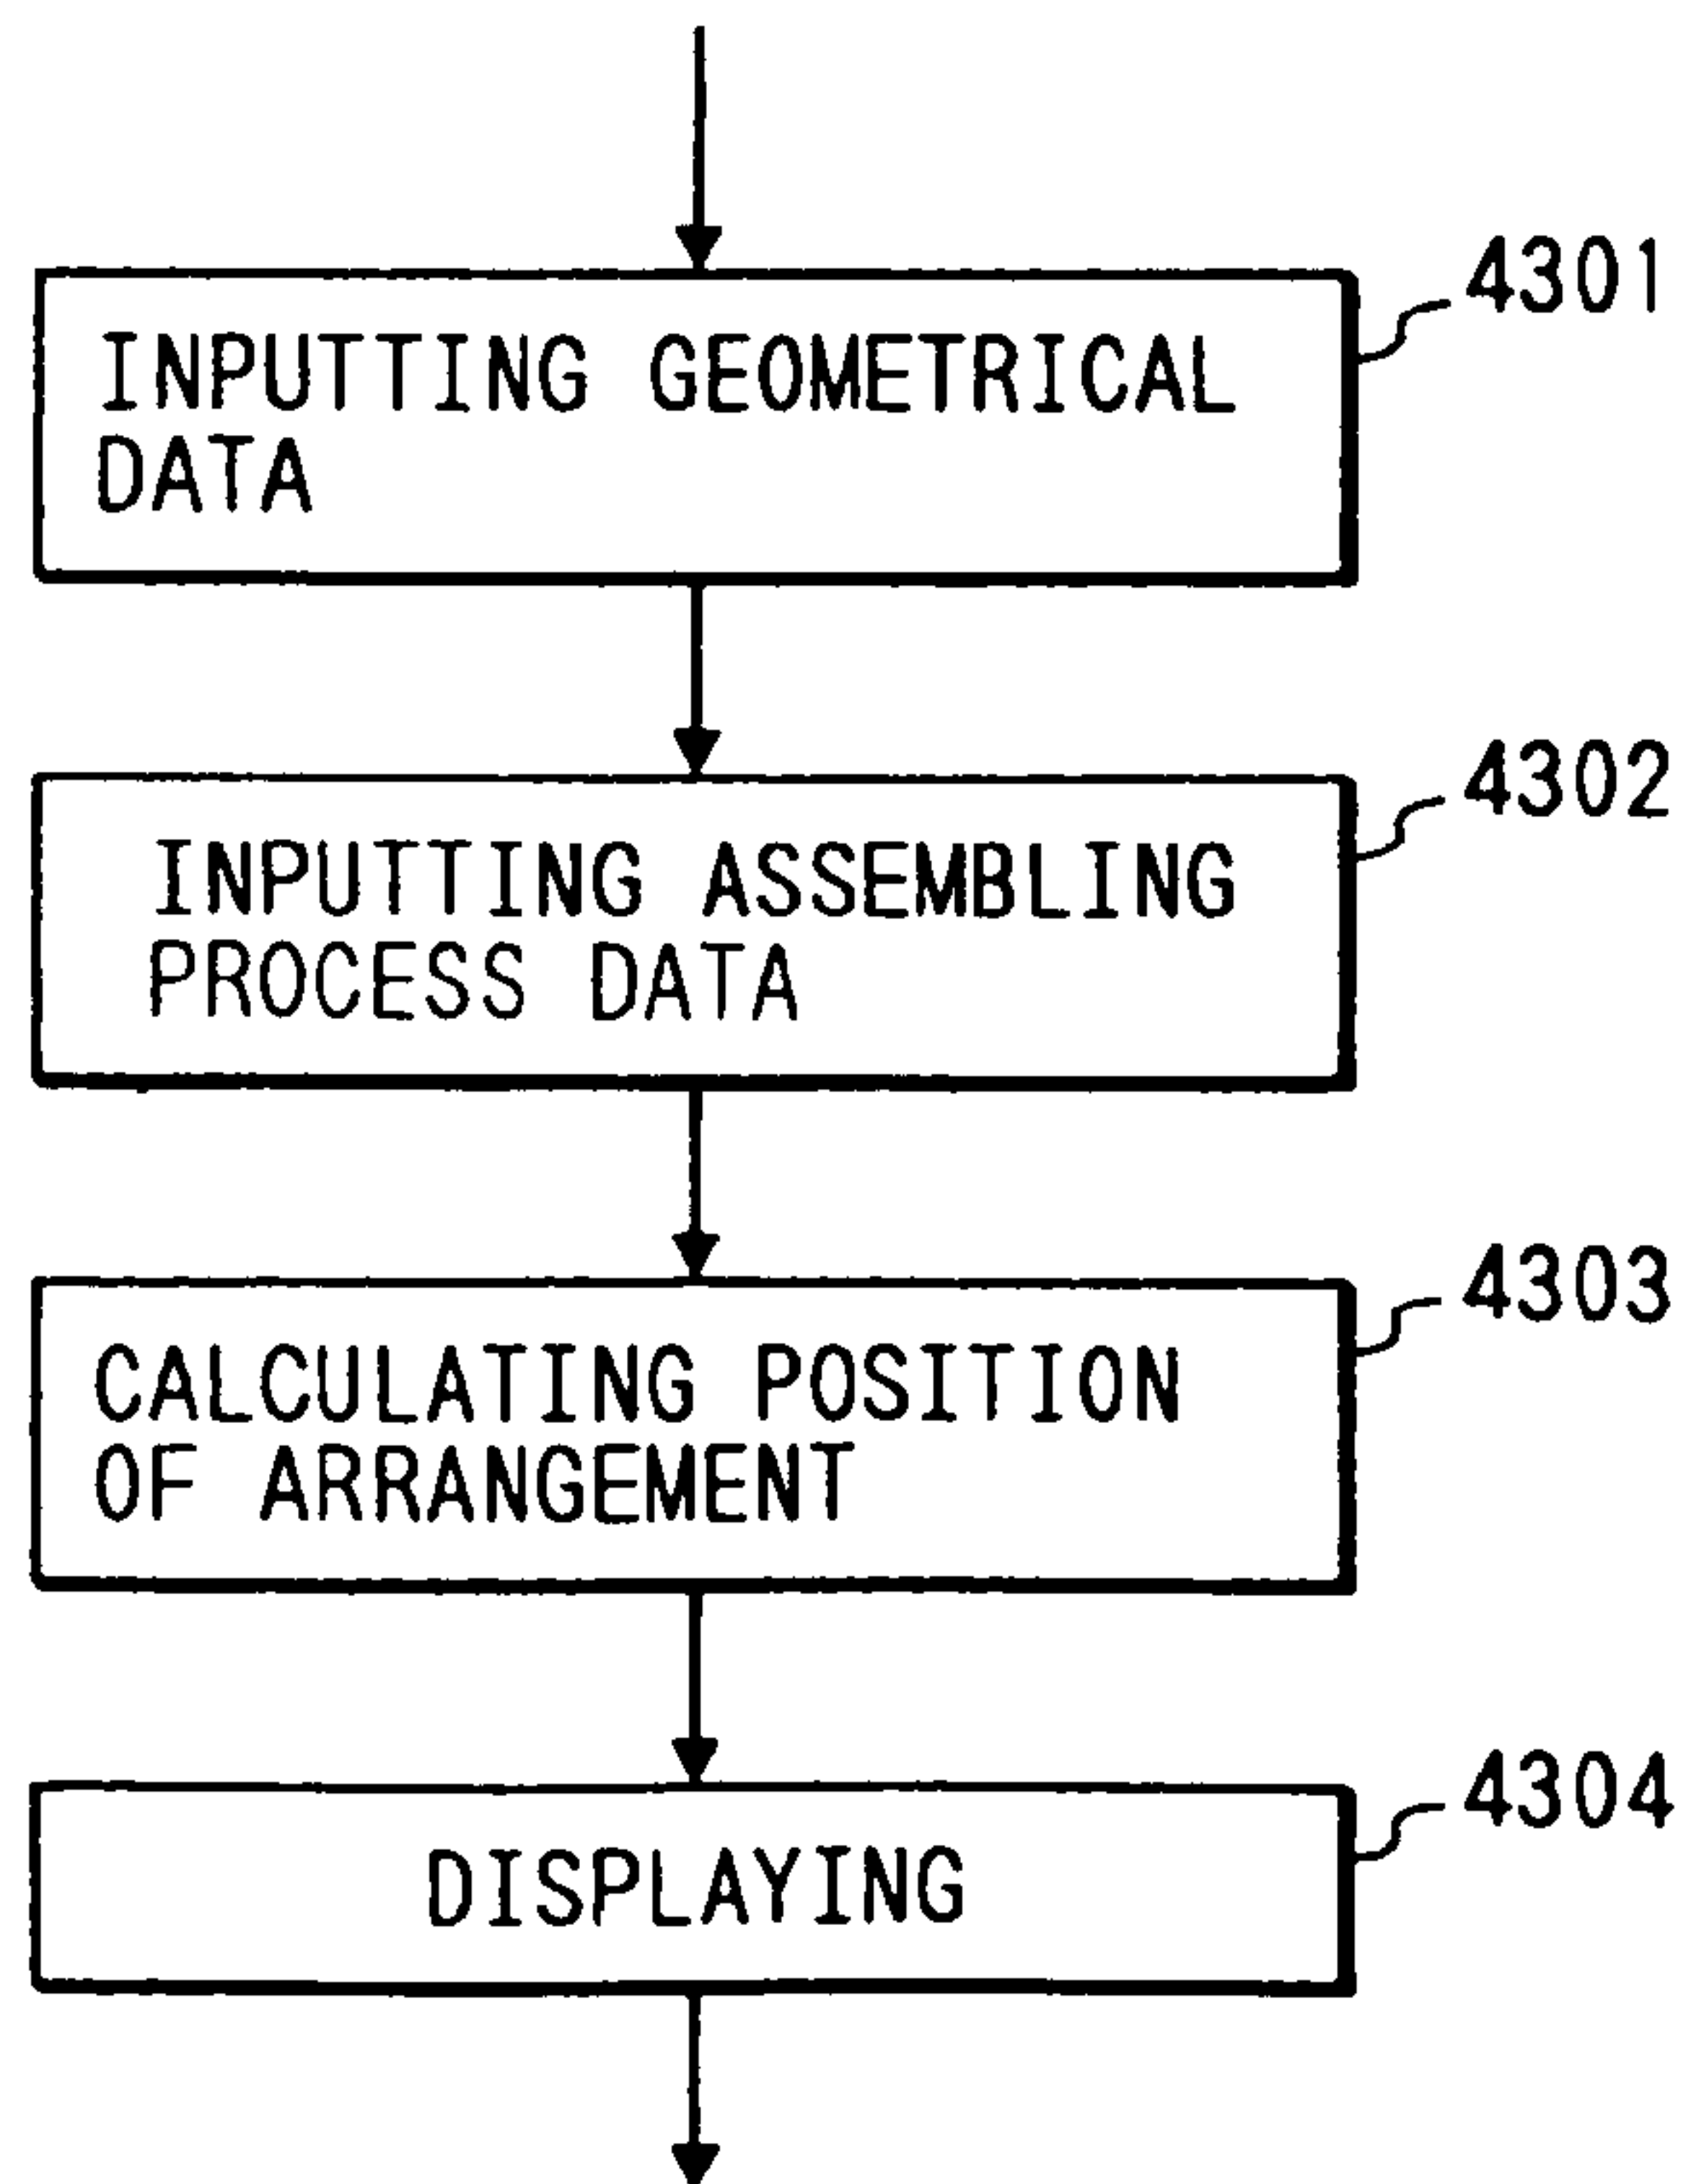 4301
INPUTTING GEOMETRICAL
DATA
4302
INPUTTING ASSEMBLING
PROCESS DATA
4303
CALCULATING POSITION
OF ARRANGEMENT
4304
DISPLAYING